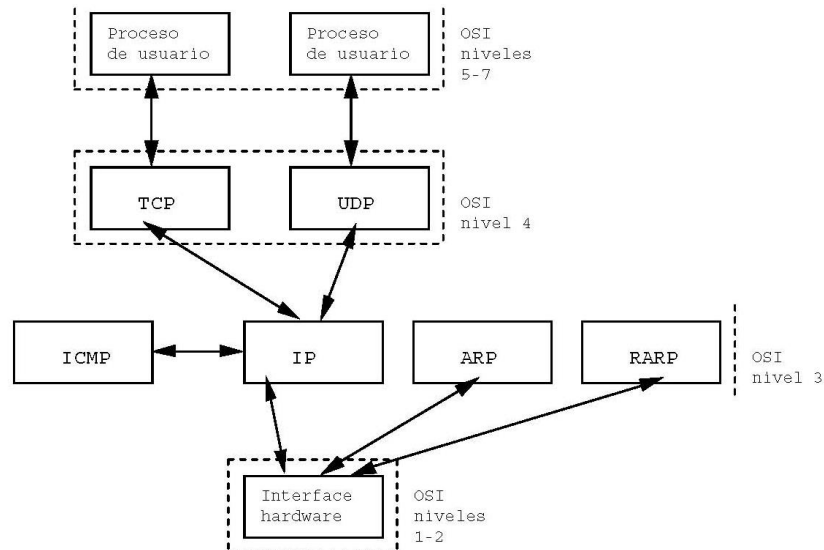 Proceso
de usuario
Proceso
de usuario
OSI
niveles
5-7
TCP
UDP
OSI
nivel 4
ICMP
IP
ARP
RARP
OSI
nivel 3
Interface
hardware
OSI
niveles
1-2